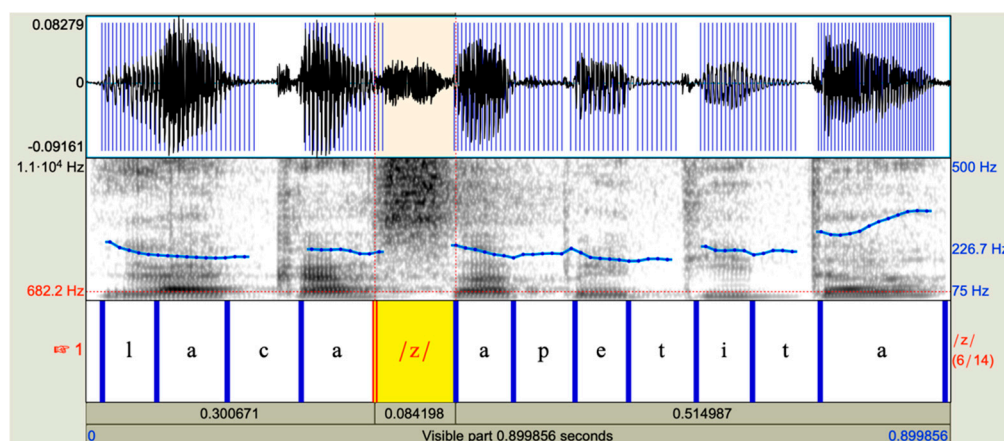 0.08279
0
-0.09161
1.1·10⁴ Hz
500 Hz
226.7 Hz
682.2 Hz
75 Hz
☞ 1
l a c a /z/ a p e t i t a
/z/
(6/14)
0.300671 0.084198 0.514987
0 Visible part 0.899856 seconds 0.899856